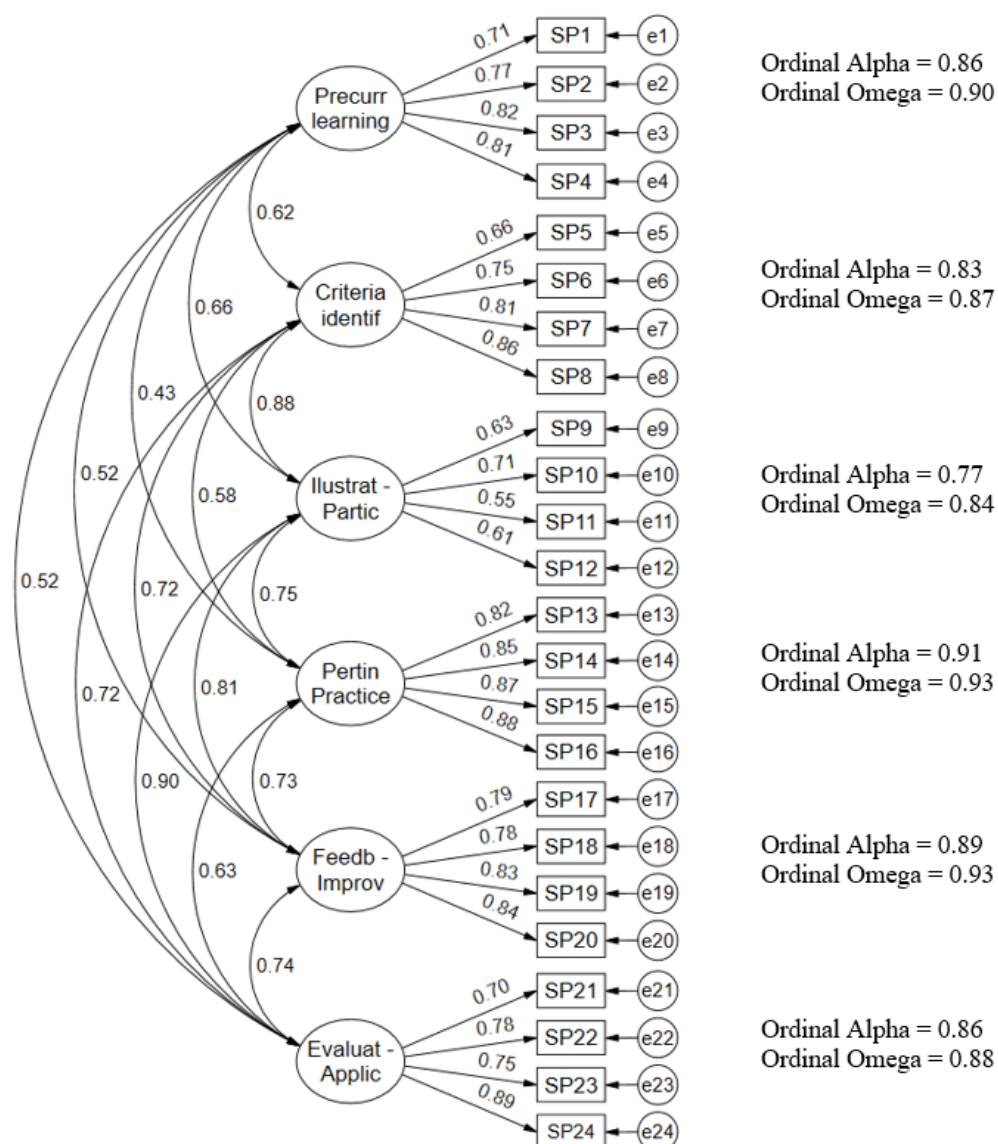 0.71
SP1
e1
0.77
SP2
e2
0.82
SP3
e3
0.81
SP4
e4
Precurr
learning
Ordinal Alpha = 0.86
Ordinal Omega = 0.90
0.62
0.66
SP5
e5
0.75
SP6
e6
0.81
SP7
e7
0.86
SP8
e8
Criteria
identif
Ordinal Alpha = 0.83
Ordinal Omega = 0.87
0.66
0.43
0.88
0.63
SP9
e9
0.71
SP10
e10
0.55
SP11
e11
0.61
SP12
e12
Ilustrat -
Partic
Ordinal Alpha = 0.77
Ordinal Omega = 0.84
0.52
0.58
0.52
0.72
0.75
0.82
SP13
e13
0.85
SP14
e14
0.87
SP15
e15
0.88
SP16
e16
Pertin
Practice
Ordinal Alpha = 0.91
Ordinal Omega = 0.93
0.72
0.81
0.90
0.73
0.79
SP17
e17
0.78
SP18
e18
0.83
SP19
e19
0.84
SP20
e20
Feedb -
Improv
Ordinal Alpha = 0.89
Ordinal Omega = 0.93
0.63
0.74
0.70
SP21
e21
0.78
SP22
e22
0.75
SP23
e23
0.89
SP24
e24
Evaluat -
Applic
Ordinal Alpha = 0.86
Ordinal Omega = 0.88